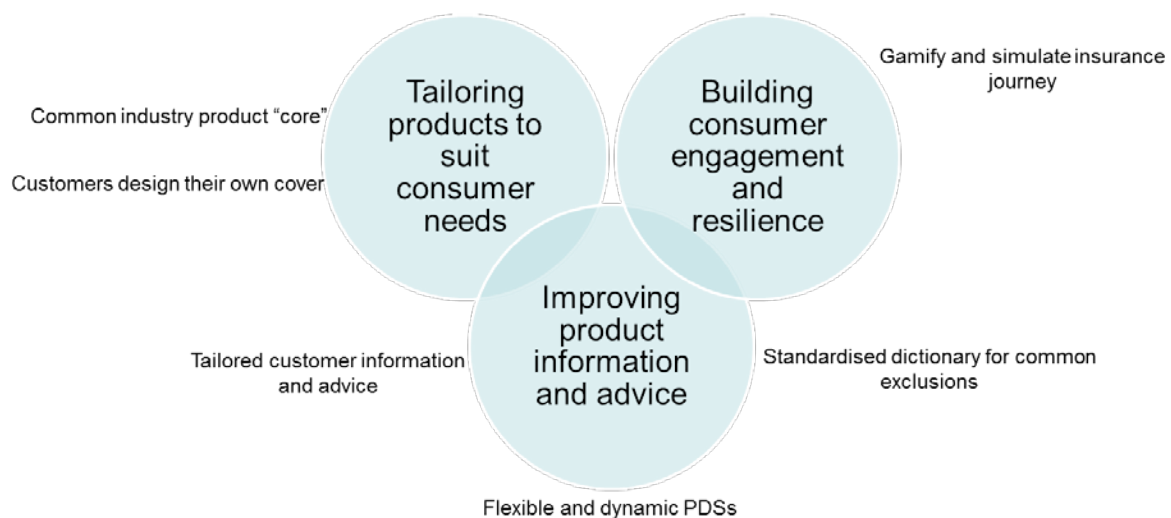 Tailoring
products to
suit
consumer
needs
Building
consumer
engagement
and
resilience
Gamify and simulate insurance
journey
Common industry product “core”
Customers design their own cover
Improving
product
information
and advice
Tailored customer information
and advice
Standardised dictionary for common
exclusions
Flexible and dynamic PDSs